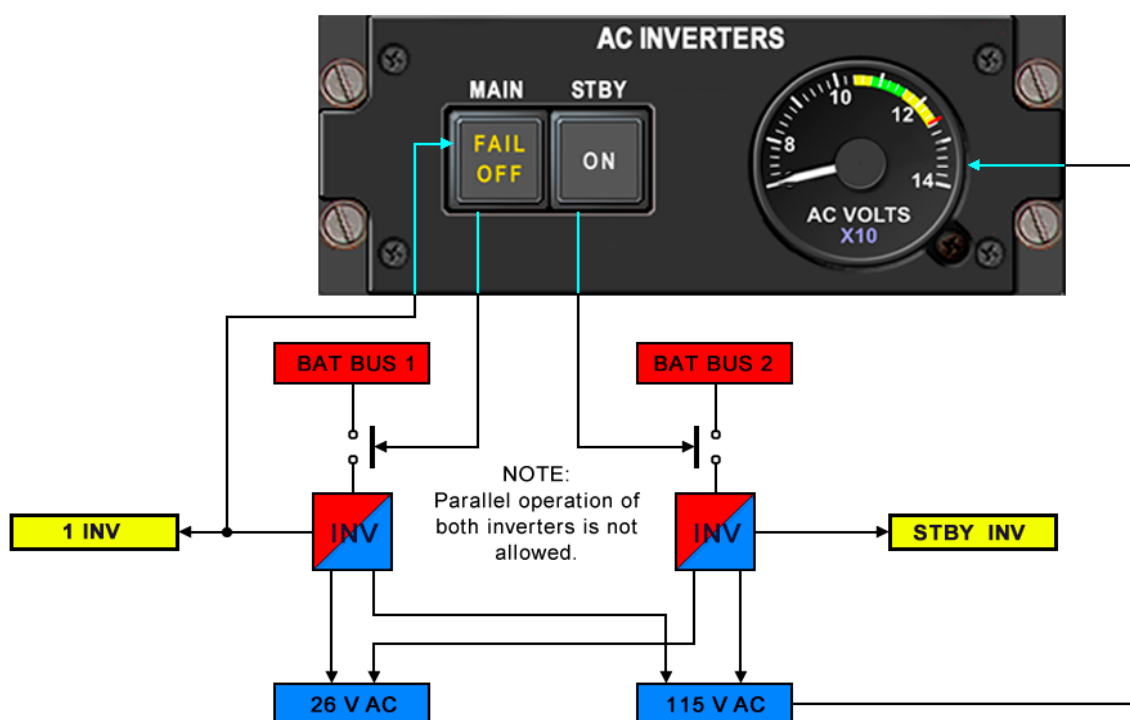 AC INVERTERS
MAIN STBY
FAIL
OFF
ON
10
12
8
14
AC VOLTS
X10
BAT BUS 1
BAT BUS 2
NOTE:
Parallel operation of
both inverters is not
allowed.
1 INV
INV
INV
STBY INV
26 V AC
115 V AC